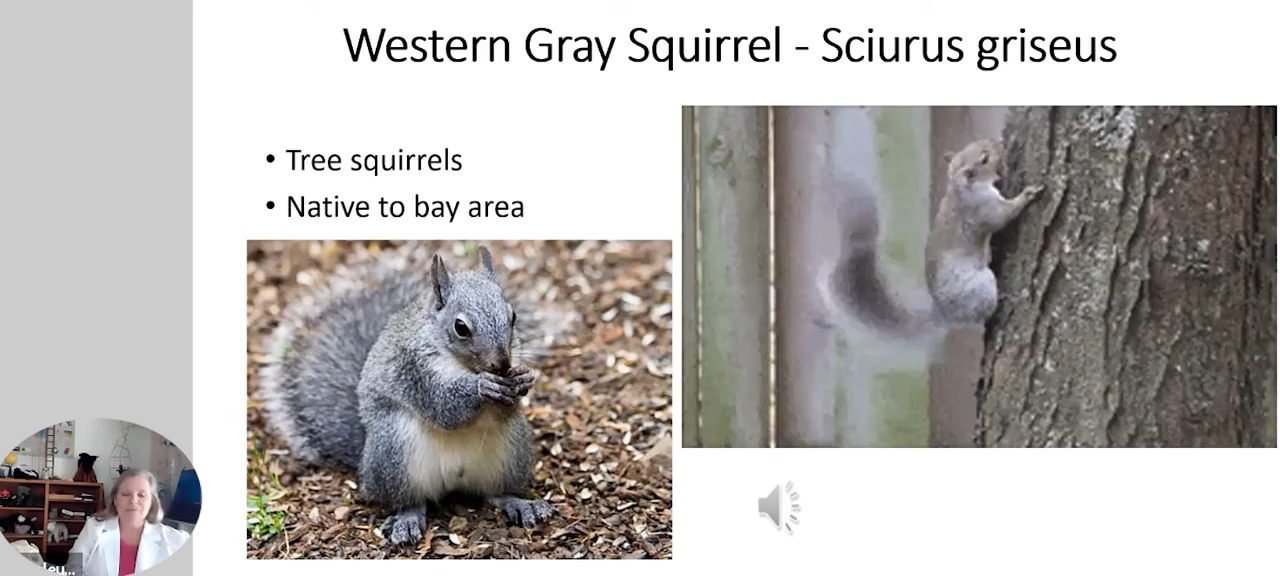 Western Gray Squirrel - Sciurus griseus
• Tree squirrels
• Native to bay area